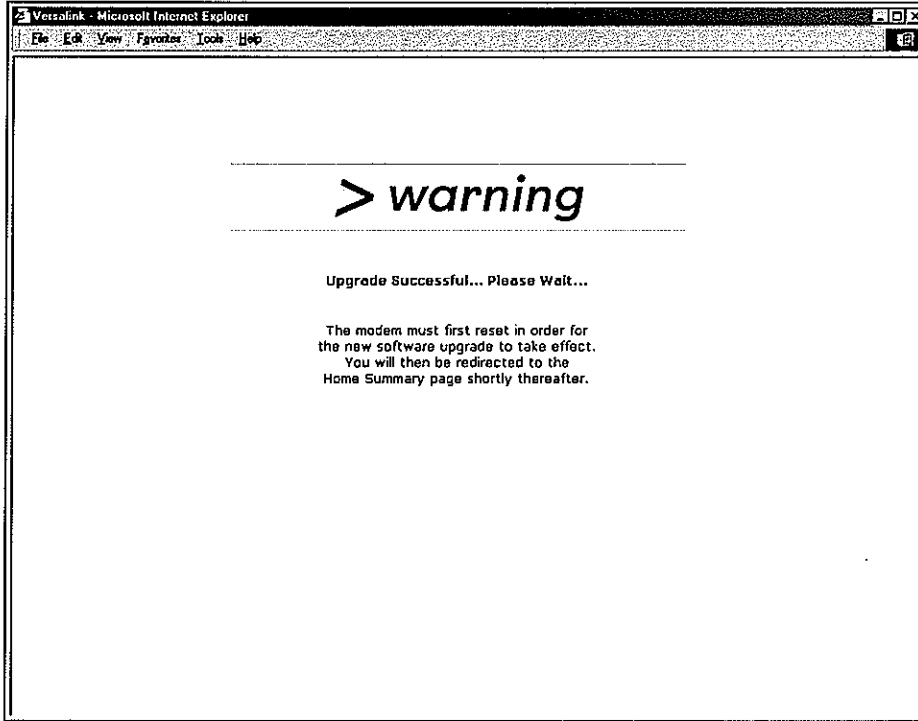 Versalink - Microsoft Internet Explorer
File Edit View Favorites Tools Help
> warning
Upgrade Successful... Please Wait...
The modem must first reset in order for
the new software upgrade to take effect.
You will then be redirected to the
Home Summary page shortly thereafter.